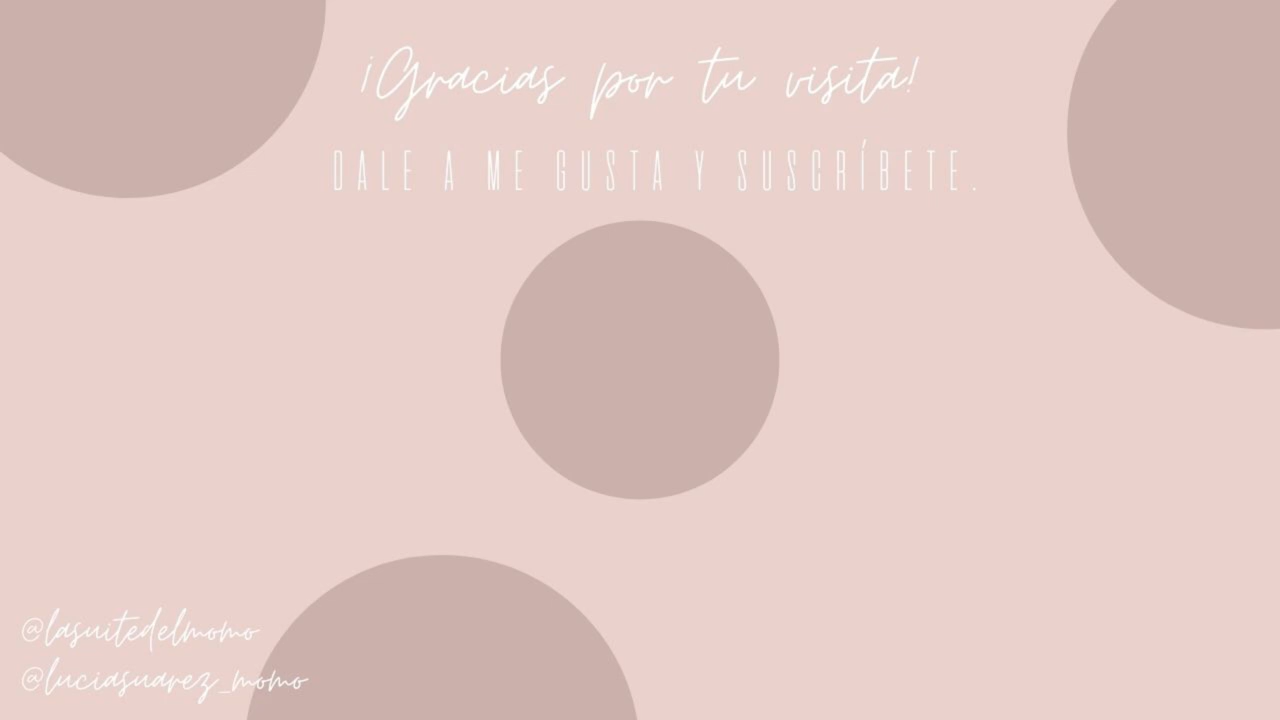 ¡Gracias por tu visita!
DALE A ME GUSTA Y SUSCRÍBETE.
@lasuitedelmomo
@luciasuarez_momo